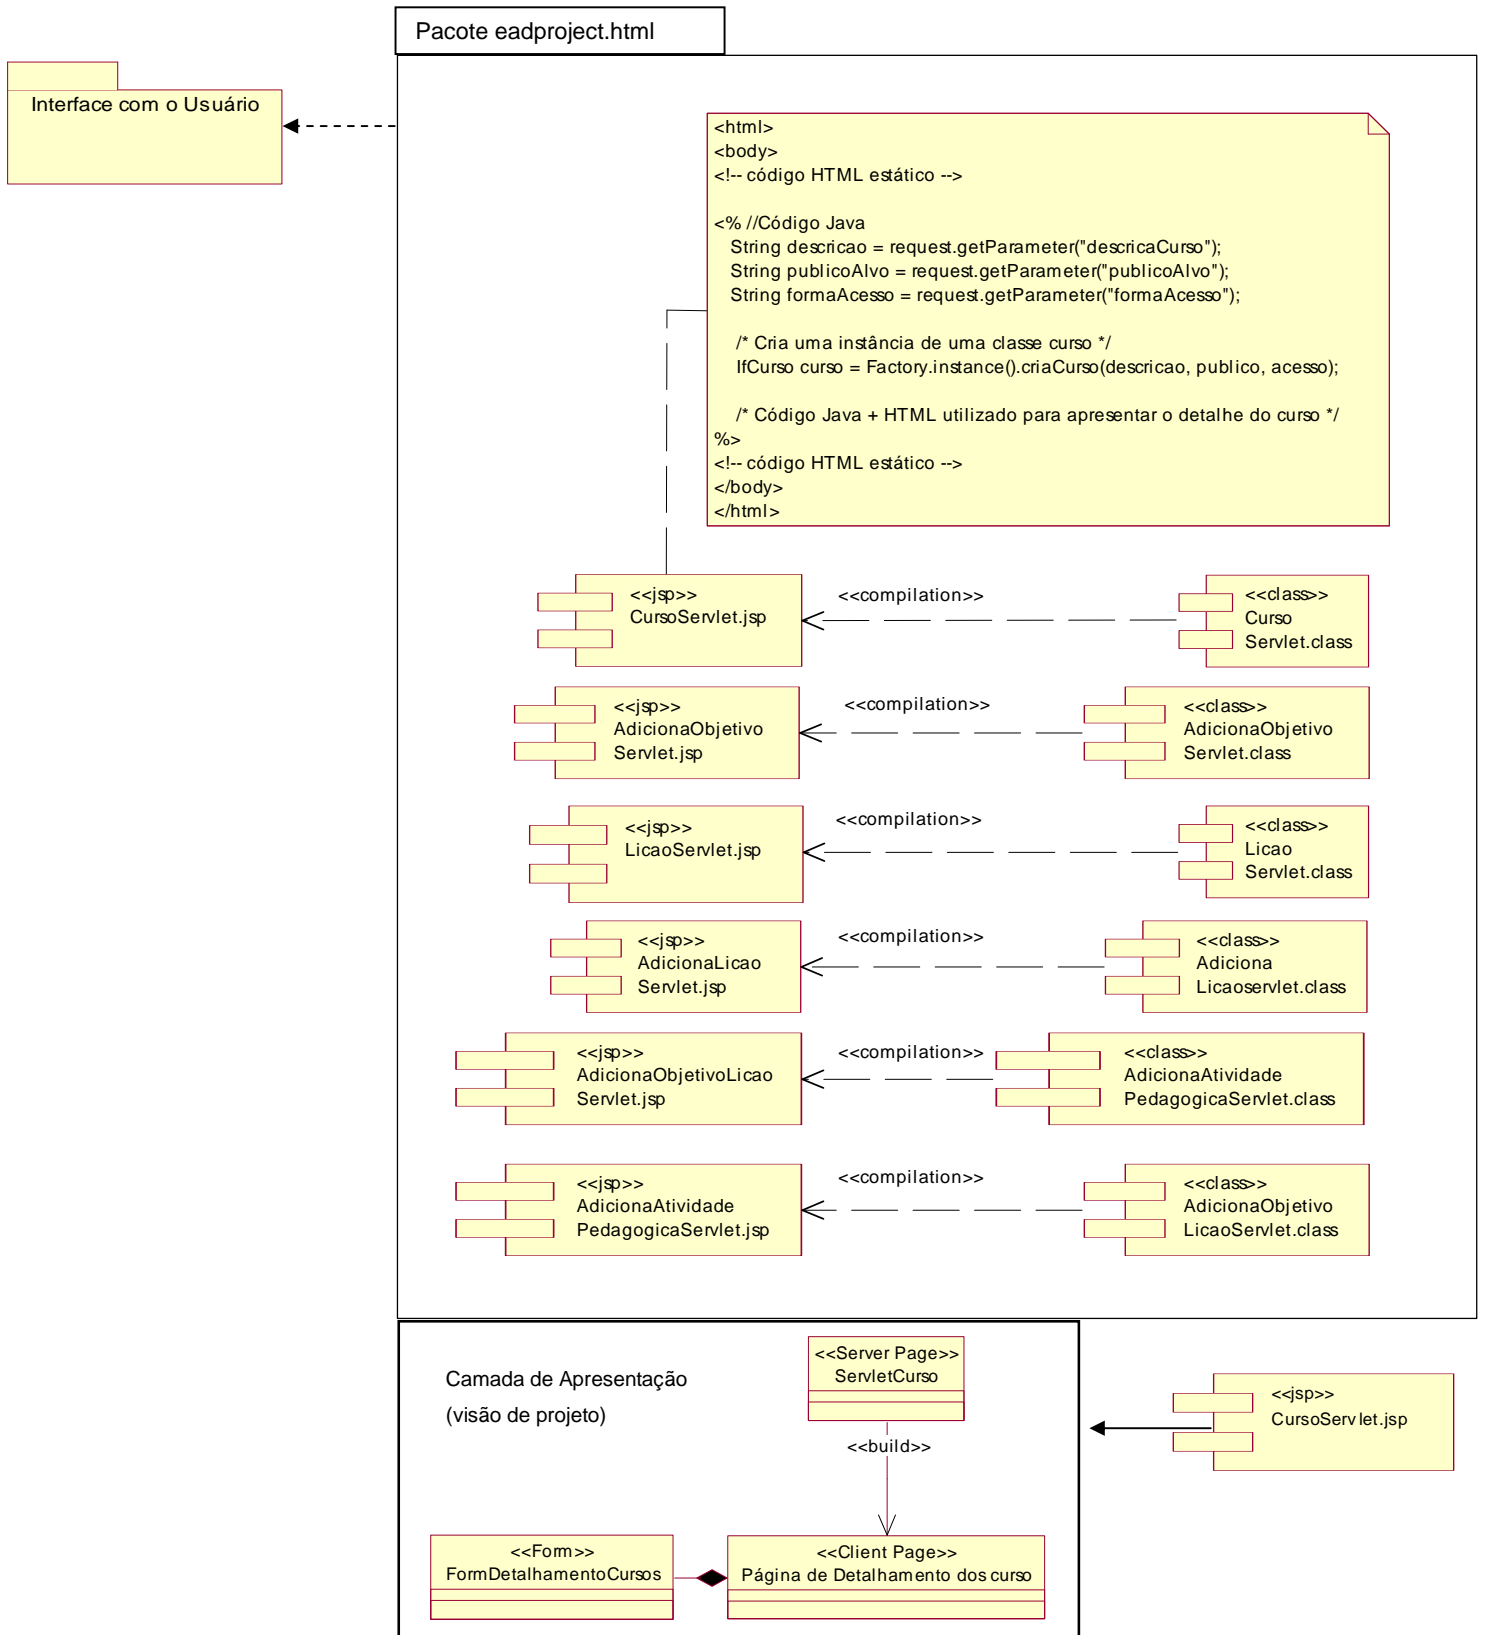 Pacote eadproject.html
Interface com o Usuário
<html>
<body>
<!-- código HTML estático -->
<% //Código Java
String descricao = request.getParameter("descricaCurso");
String publicoAlvo = request.getParameter("publicoAlvo");
String formaAcesso = request.getParameter("formaAcesso");
/* Cria uma instância de uma classe curso */
IfCurso curso = Factory.instance().criaCurso(descricao, publico, acesso);
/* Código Java + HTML utilizado para apresentar o detalhe do curso */
%>
<!-- código HTML estático -->
</body>
</html>
<<jsp>>
CursoServlet.jsp
<<compilation>>
<<class>>
Curso
Servlet.class
<<jsp>>
AdicionaObjetivo
Servlet.jsp
<<compilation>>
<<class>>
AdicionaObjetivo
Servlet.class
<<jsp>>
LicaoServlet.jsp
<<compilation>>
<<class>>
Licao
Servlet.class
<<jsp>>
AdicionaLicao
Servlet.jsp
<<compilation>>
<<class>>
Adiciona
Licaoservlet.class
<<jsp>>
AdicionaObjetivoLicao
Servlet.jsp
<<compilation>>
<<class>>
AdicionaAtividade
PedagogicaServlet.class
<<jsp>>
AdicionaAtividade
PedagogicaServlet.jsp
<<compilation>>
<<class>>
AdicionaObjetivo
LicaoServlet.class
Camada de Apresentação
(visão de projeto)
<<Server Page>>
ServletCurso
<<build>>
<<jsp>>
CursoServlet.jsp
<<Form>>
FormDetalhamentoCursos
<<Client Page>>
Página de Detalhamento dos curso